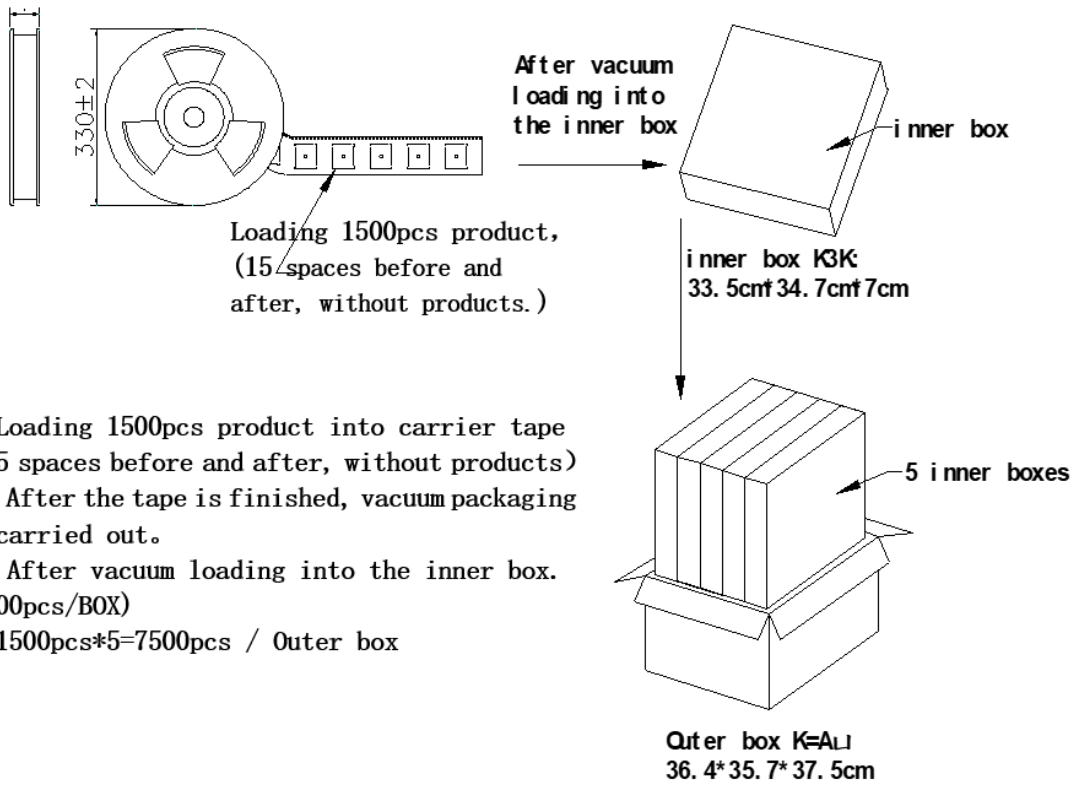 330±2
After vacuum
loading into
the inner box
inner box
Loading 1500pcs product,
(15 spaces before and
after, without products.)
inner box K3K:
33.5cm*34.7cm*7cm
Loading 1500pcs product into carrier tape
5 spaces before and after, without products)
After the tape is finished, vacuum packaging
carried out。
After vacuum loading into the inner box.
00pcs/BOX)
1500pcs*5=7500pcs / Outer box
5 inner boxes
Outer box K=A
36.4*35.7*37.5cm